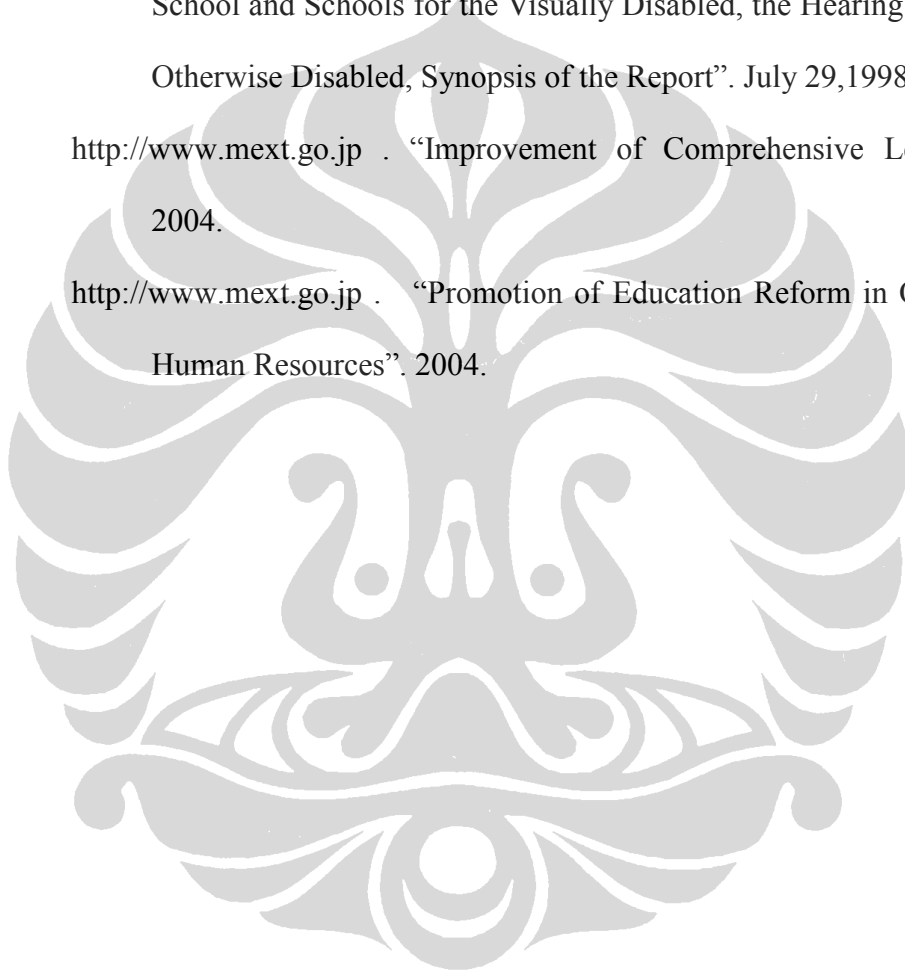 School and Schools for the Visually Disabled, the Hearing
Otherwise Disabled, Synopsis of the Report”. July 29,1998
http://www.mext.go.jp . “Improvement of Comprehensive
2004.
http://www.mext.go.jp . “Promotion of Education Reform in
Human Resources”. 2004.